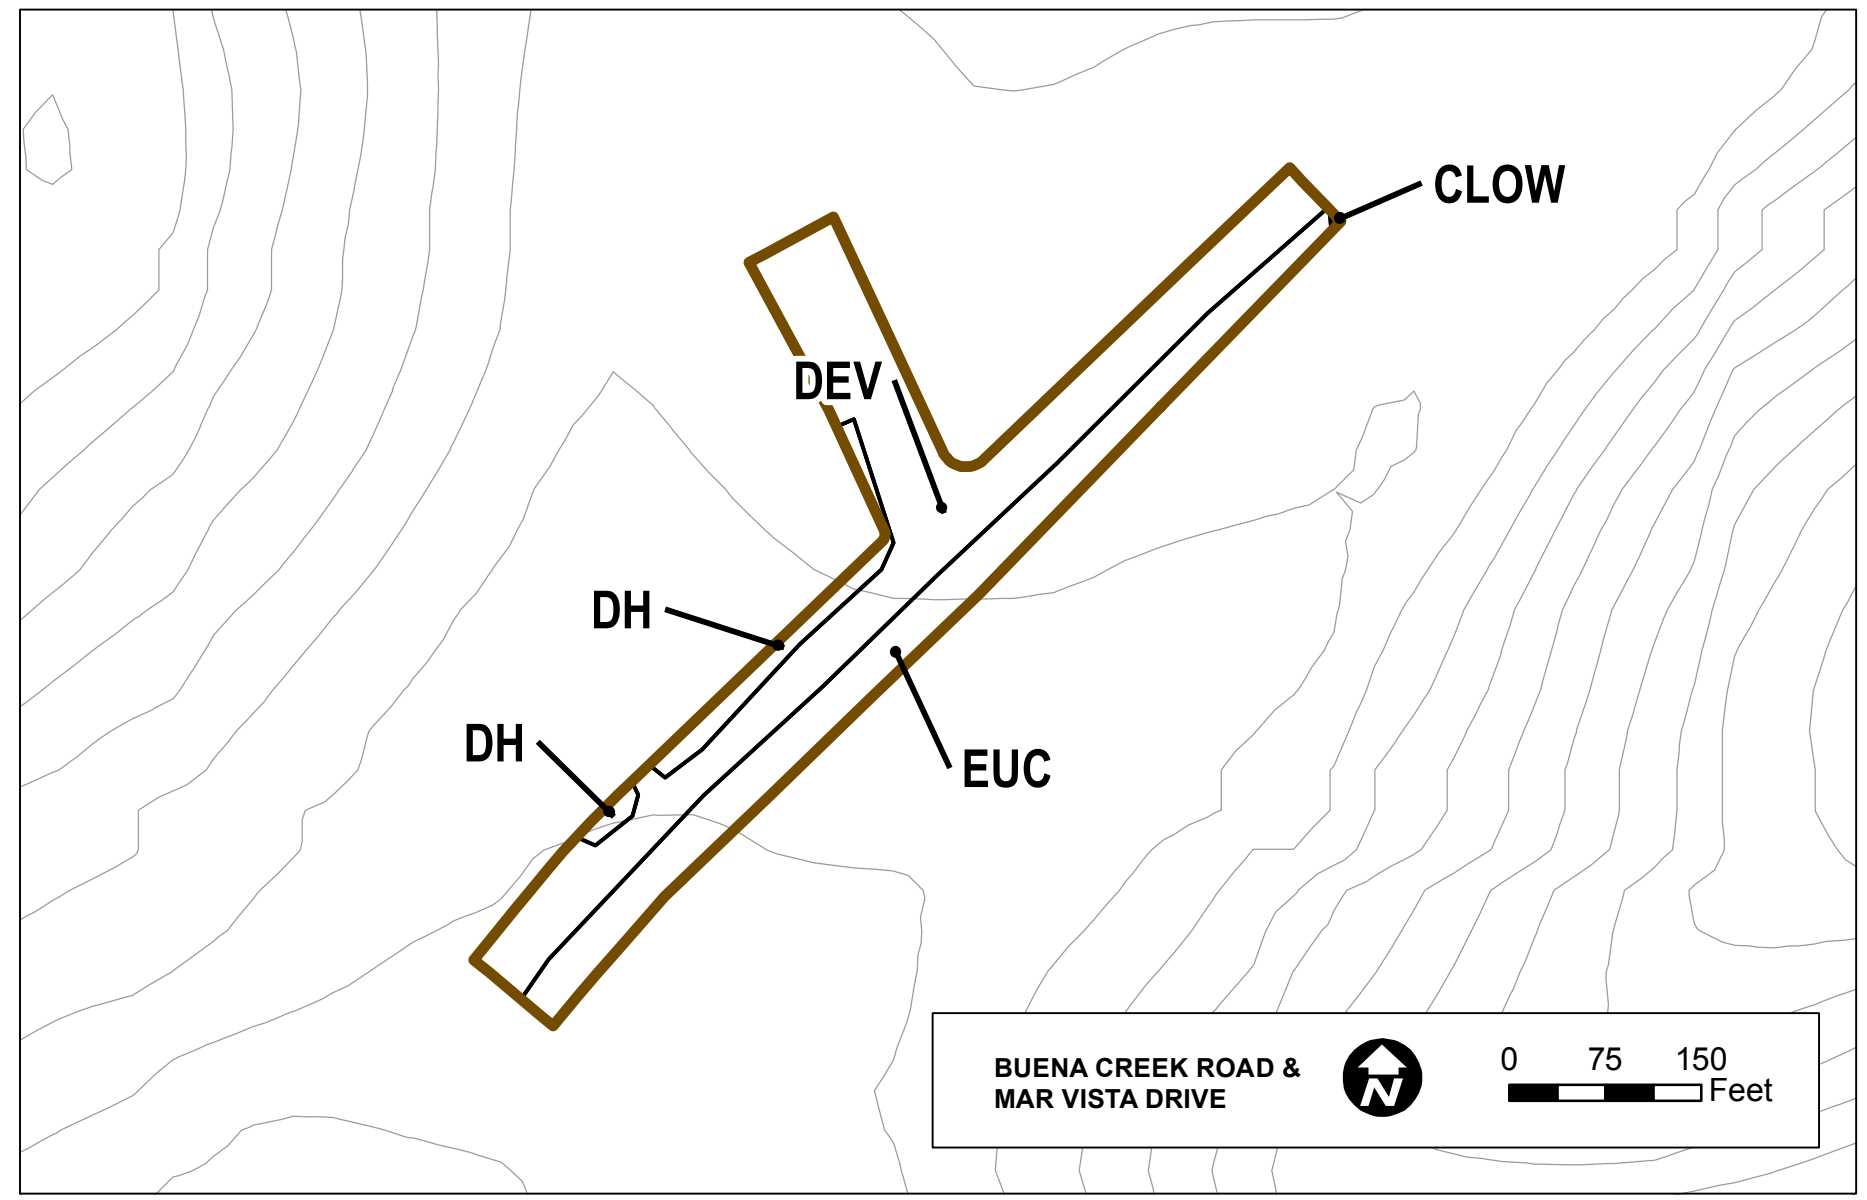 CLOW
DEV
DH
DH
EUC
BUENA CREEK ROAD &
MAR VISTA DRIVE
N
0 75 150
Feet